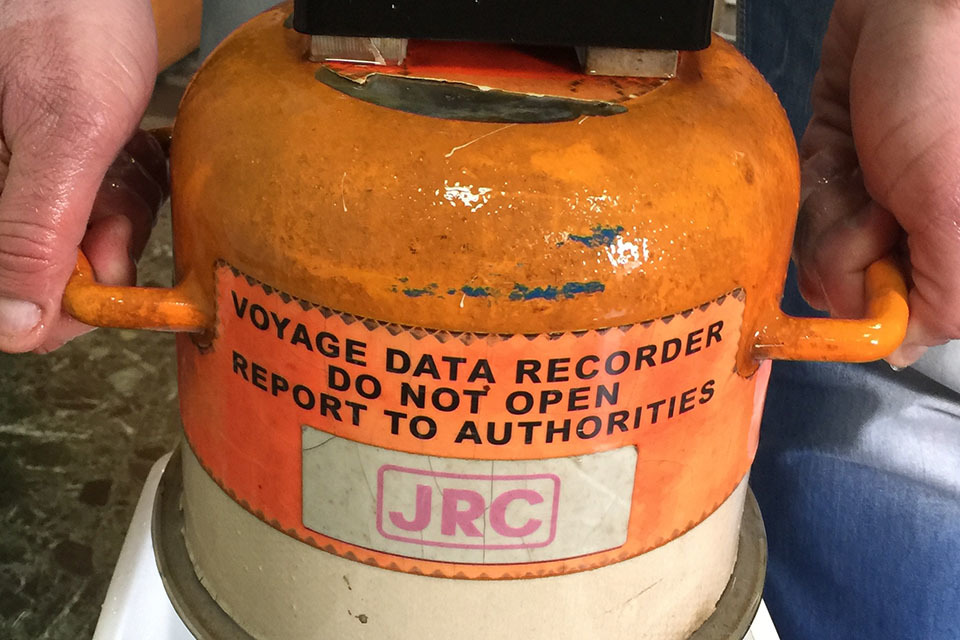 VOYAGE DATA RECORDER
DO NOT OPEN
REPORT TO AUTHORITIES
JRC